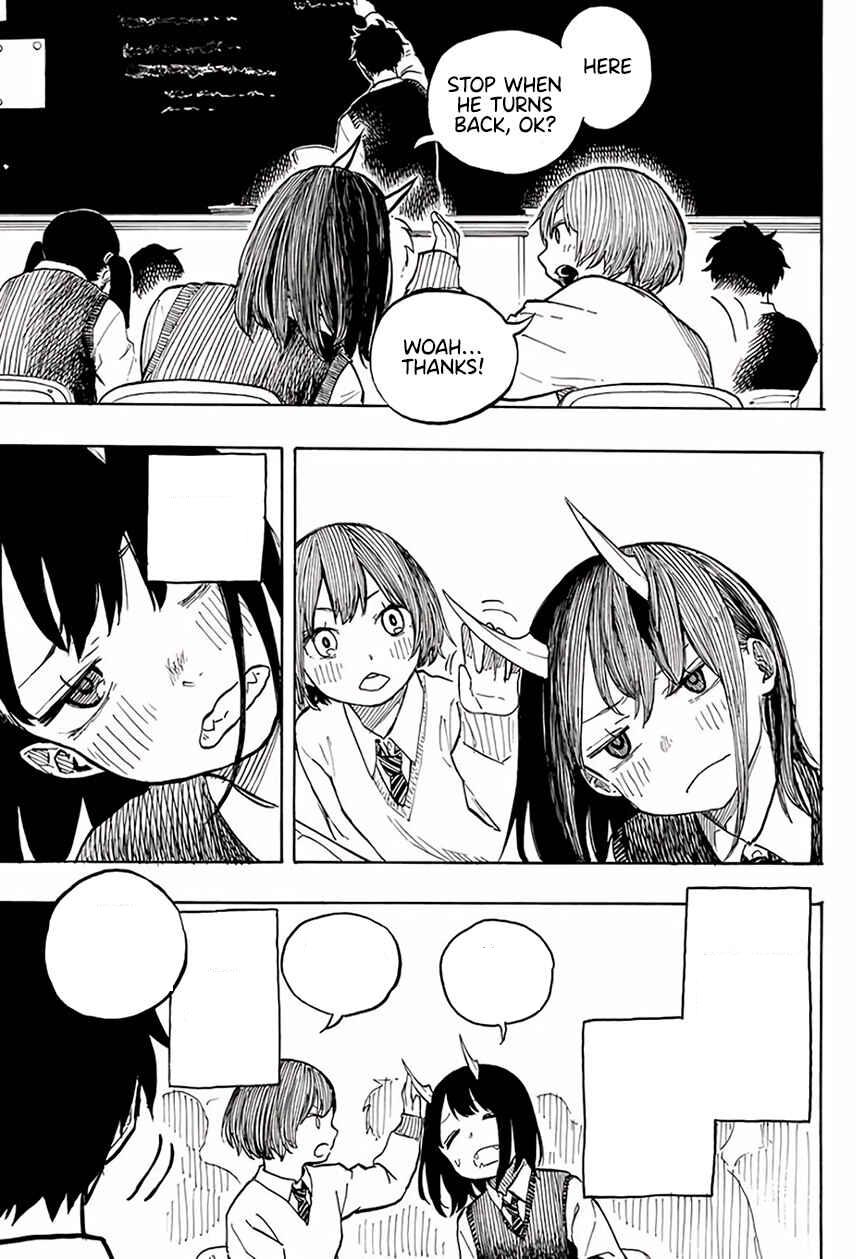 HERE
STOP WHEN
HE TURNS
BACK, OK?
WOAH...
THANKS!